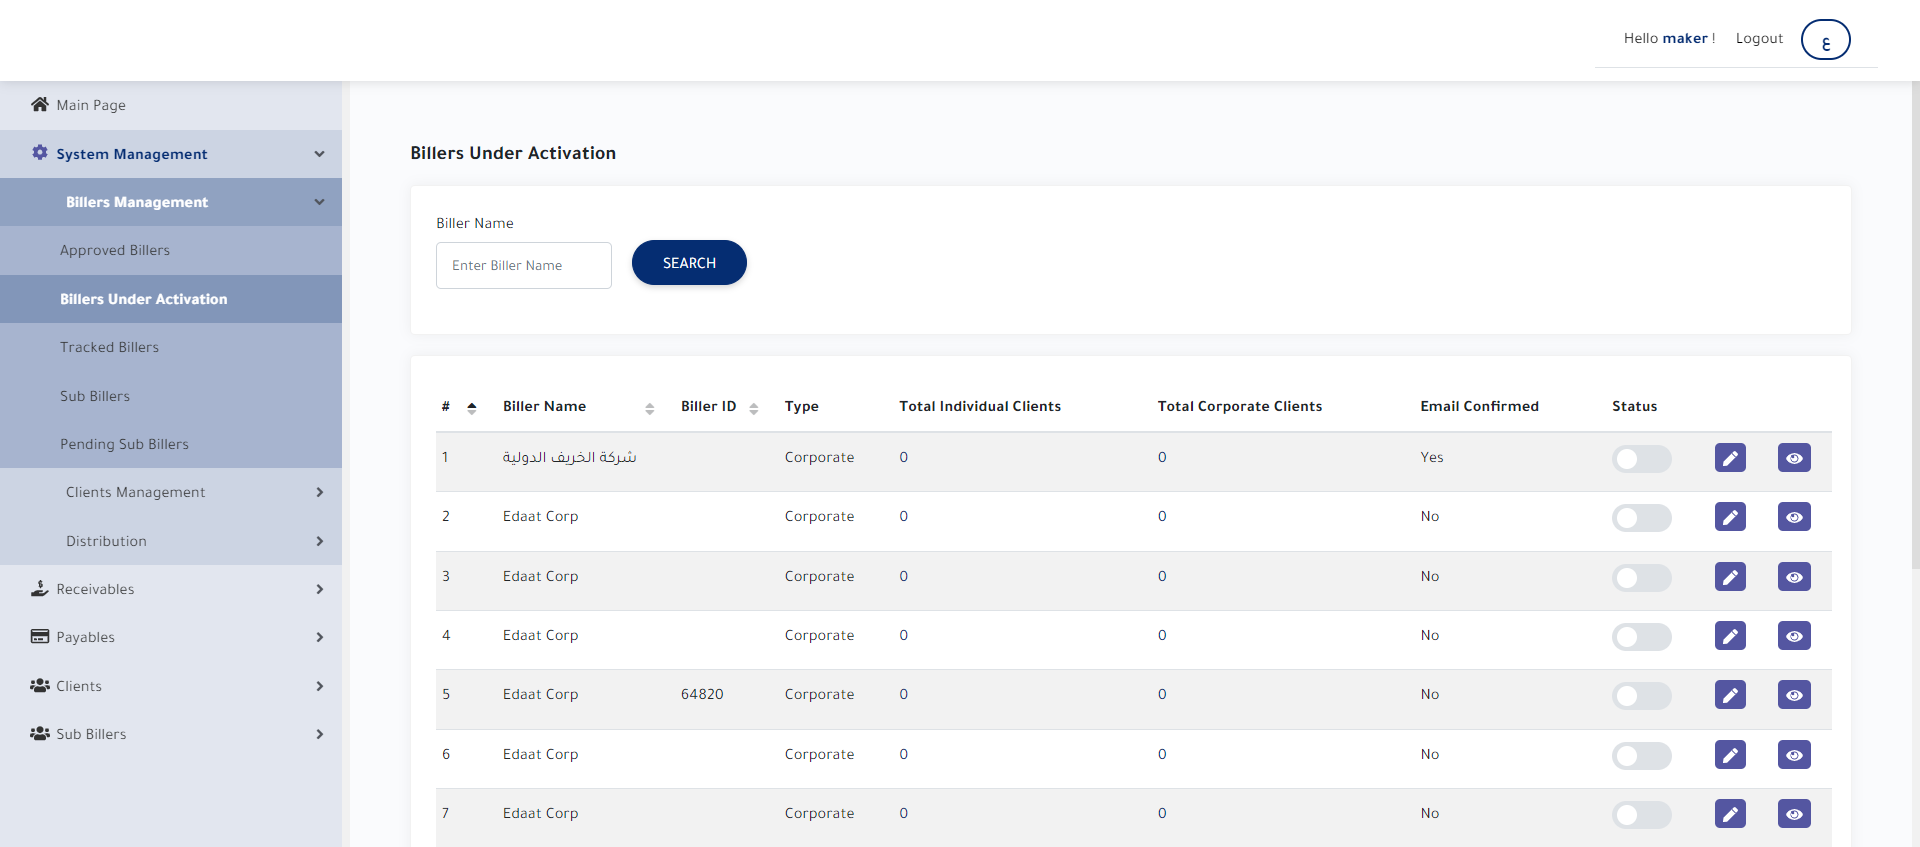 Hello maker ! Logout ع
Main Page
System Management
Billers Management
Approved Billers
Billers Under Activation
Tracked Billers
Sub Billers
Pending Sub Billers
Clients Management
Distribution
Receivables
Payables
Clients
Sub Billers
Billers Under Activation
Biller Name
Enter Biller Name SEARCH
# Biller Name Biller ID Type Total Individual Clients Total Corporate Clients Email Confirmed Status
1 شركة الخريف الدولية Corporate 0 0 Yes
2 Edaat Corp Corporate 0 0 No
3 Edaat Corp Corporate 0 0 No
4 Edaat Corp Corporate 0 0 No
5 Edaat Corp 64820 Corporate 0 0 No
6 Edaat Corp Corporate 0 0 No
7 Edaat Corp Corporate 0 0 No